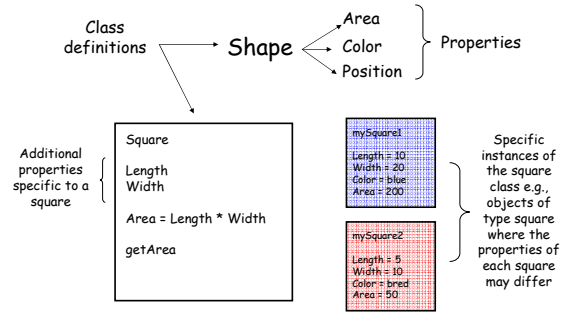 Class
definitions
Shape
Area
Color
Position
Properties
Additional
properties
specific to a
square
Square
Length
Width
Area = Length * Width
getArea
mySquare1
Length = 10
Width = 20
Color = blue
Area = 200
mySquare2
Length = 5
Width = 10
Color = bred
Area = 50
Specific
instances of
the square
class e.g.,
objects of
type square
where the
properties of
each square
may differ